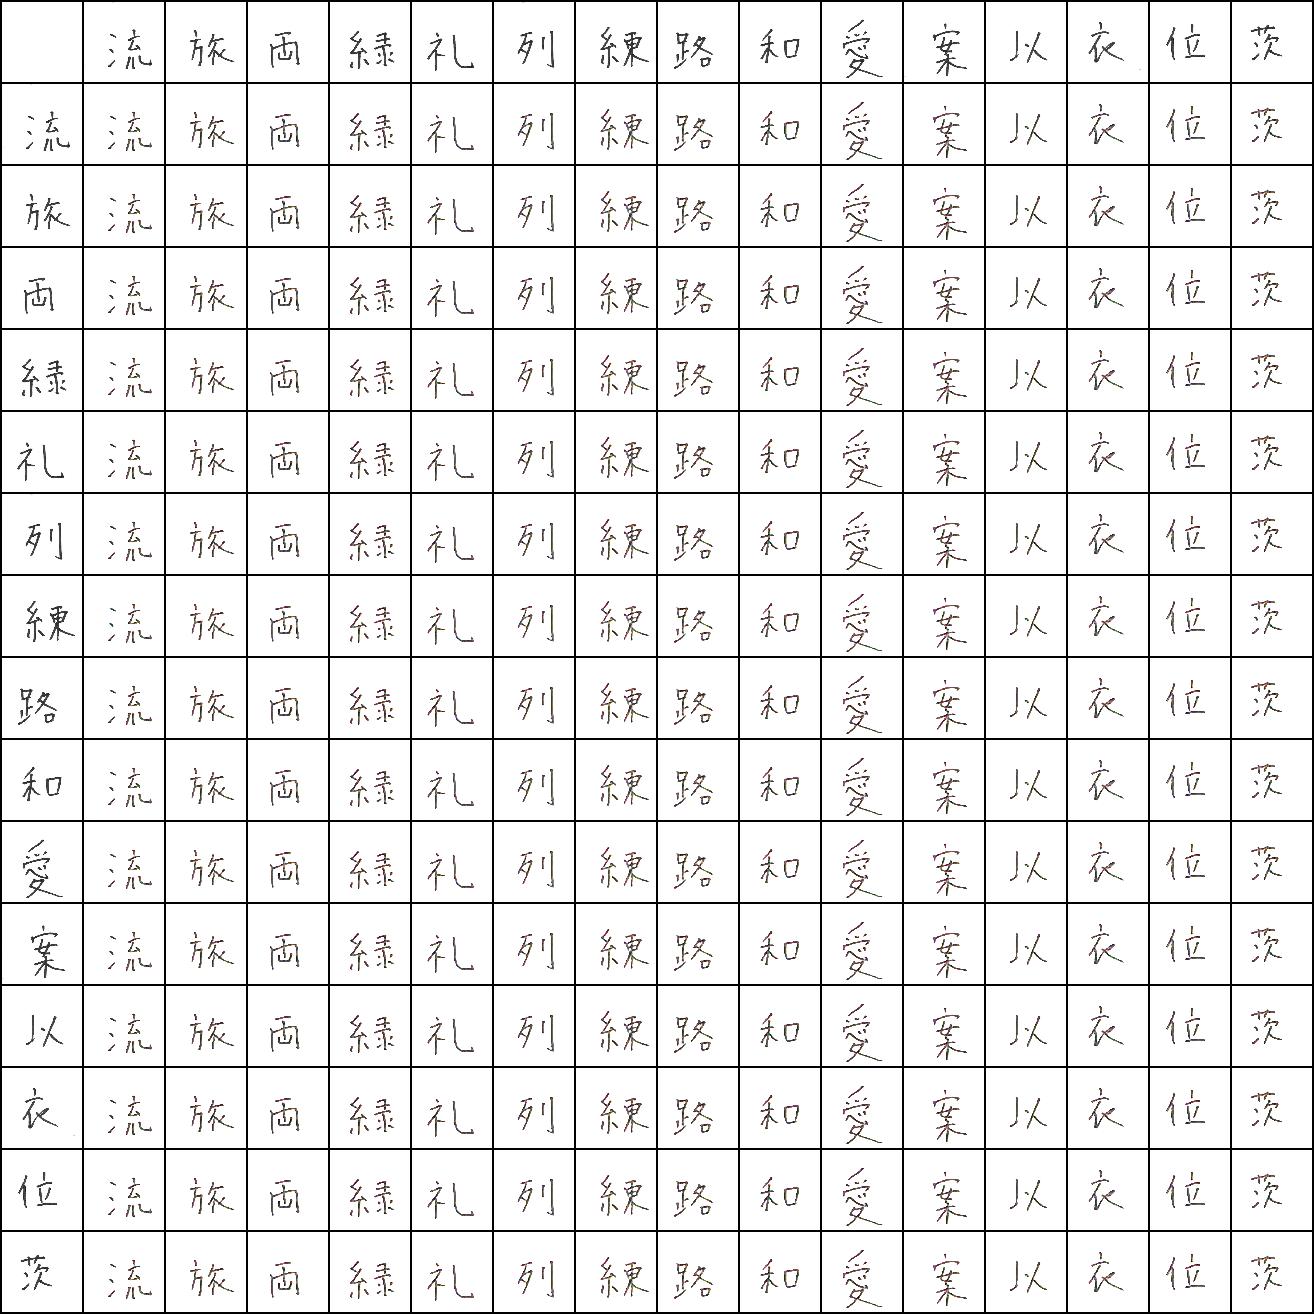 流 旅 両 緑 礼 列 練 路 和 愛 案 以 衣 位 茨
流 流 旅 両 緑 礼 列 練 路 和 愛 案 以 衣 位 茨
旅 流 旅 両 緑 礼 列 練 路 和 愛 案 以 衣 位 茨
両 流 旅 両 緑 礼 列 練 路 和 愛 案 以 衣 位 茨
緑 流 旅 両 緑 礼 列 練 路 和 愛 案 以 衣 位 茨
礼 流 旅 両 緑 礼 列 練 路 和 愛 案 以 衣 位 茨
列 流 旅 両 緑 礼 列 練 路 和 愛 案 以 衣 位 茨
練 流 旅 両 緑 礼 列 練 路 和 愛 案 以 衣 位 茨
路 流 旅 両 緑 礼 列 練 路 和 愛 案 以 衣 位 茨
和 流 旅 両 緑 礼 列 練 路 和 愛 案 以 衣 位 茨
愛 流 旅 両 緑 礼 列 練 路 和 愛 案 以 衣 位 茨
案 流 旅 両 緑 礼 列 練 路 和 愛 案 以 衣 位 茨
以 流 旅 両 緑 礼 列 練 路 和 愛 案 以 衣 位 茨
衣 流 旅 両 緑 礼 列 練 路 和 愛 案 以 衣 位 茨
位 流 旅 両 緑 礼 列 練 路 和 愛 案 以 衣 位 茨
茨 流 旅 両 緑 礼 列 練 路 和 愛 案 以 衣 位 茨